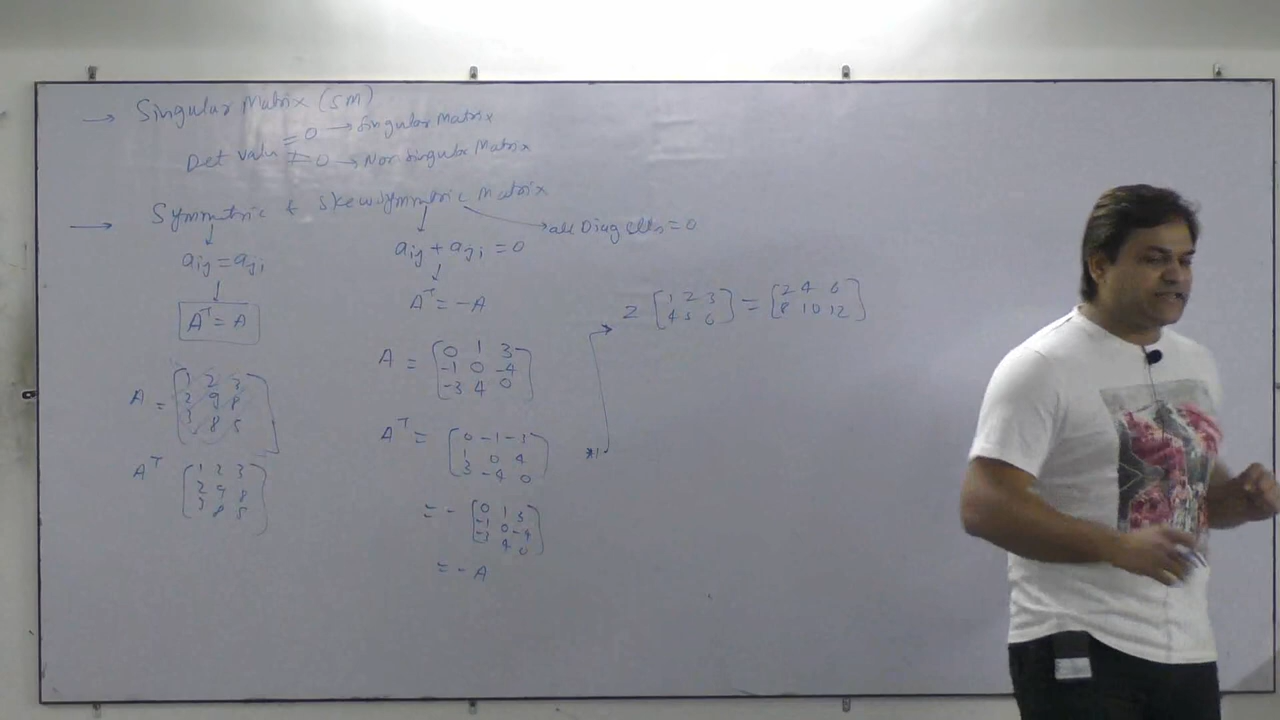 → Singular Matrix (SM)
Det value = 0 → Singular Matrix
≠ 0 → Non Singular Matrix
→ Symmetric & Skew Symmetric Matrix
→ all Diag elts = 0
aij = aji
aij + aji = 0
Aᵀ = A
Aᵀ = -A
A = [1 2 3
2 9 8
3 8 5]
Aᵀ [1 2 3
2 9 8
3 8 5]
A = [0 1 3
-1 0 -4
-3 4 0]
Aᵀ = [0 -1 -3
1 0 4
3 -4 0]
= - [0 1 3
-1 0 -4
-3 4 0]
= - A
2 [1 2 3 = [2 4 6
4 5 6] 8 10 12]